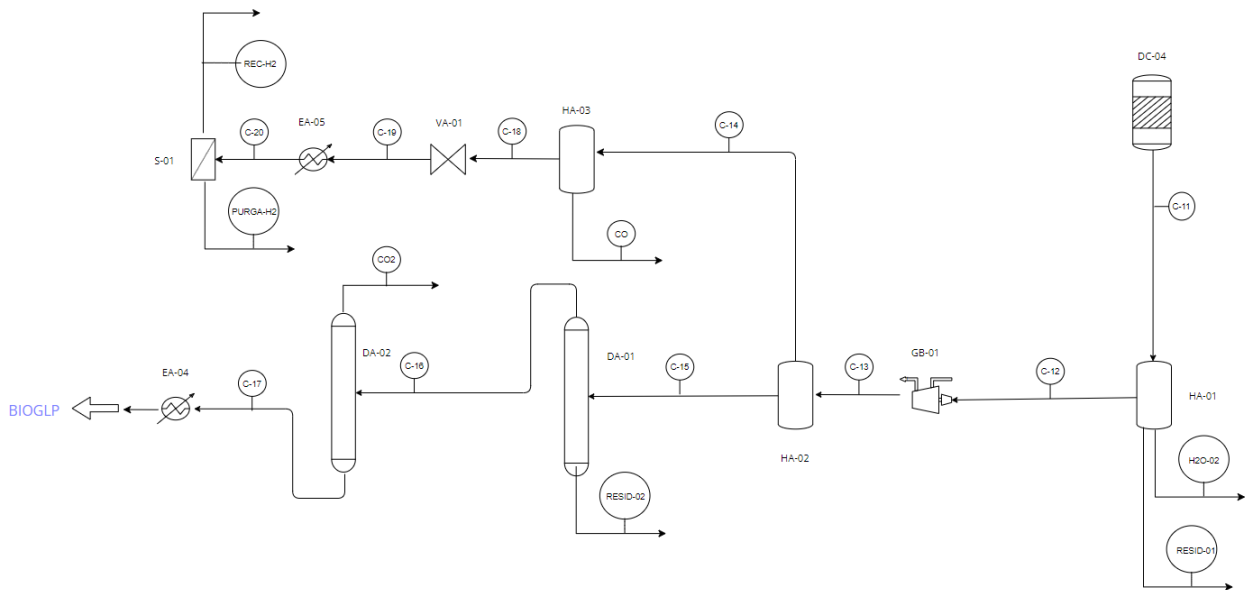 DC-04
REC-H2
HA-03
EA-05
VA-01
C-14
C-20
C-19
C-18
S-01
PURGA-H2
C-11
CO
CO2
DA-02
DA-01
GB-01
C-16
C-15
C-13
C-12
EA-04
C-17
HA-01
BIOGLP
HA-02
H2O-02
RESID-02
RESID-01